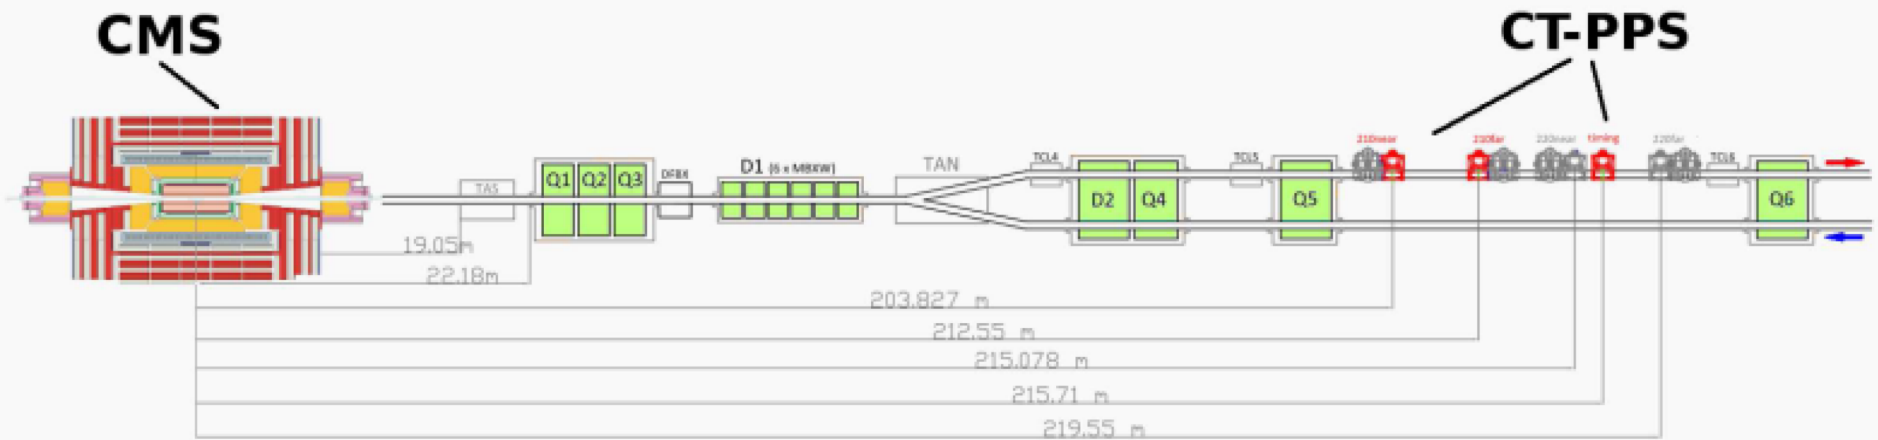 CMS
CT-PPS
210near
210far
220near
timing
220far
TAS
Q1
Q2
Q3
DFBX
D1 (6 x MBXW)
TAN
TCL4
D2
Q4
TCL5
Q5
TCL6
Q6
19.05m
22.18m
203.827 m
212.55 m
215.078 m
215.71 m
219.55 m